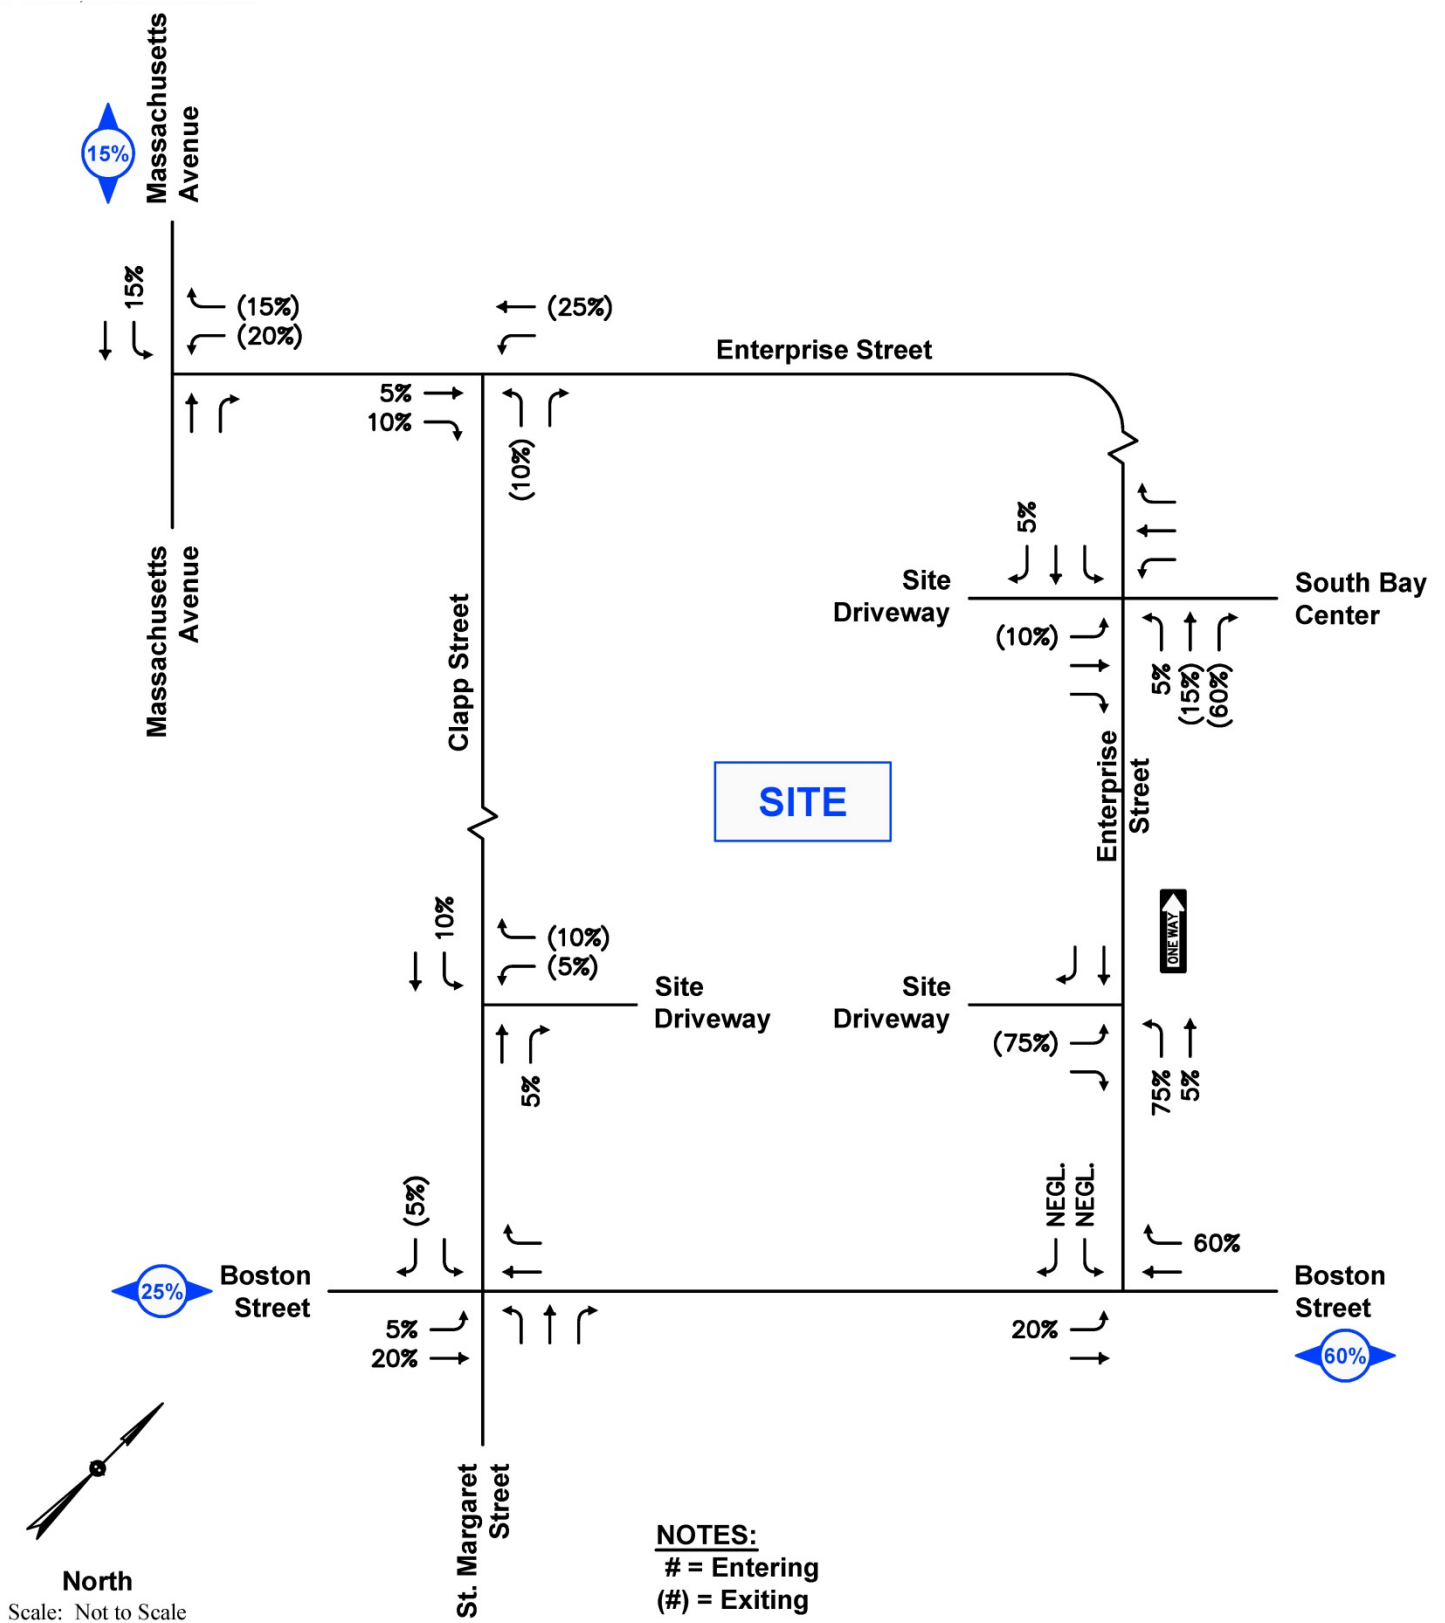 Massachusetts
Avenue
15%
15%
(15%)
(20%)
(25%)
Enterprise Street
5%
10%
(10%)
Massachusetts
Avenue
Clapp Street
5%
Site
Driveway
South Bay
Center
(10%)
5%
(15%)
(60%)
Enterprise
Street
SITE
ONE WAY
10%
(10%)
(5%)
Site
Driveway
Site
Driveway
5%
(75%)
75%
5%
(5%)
NEGL.
NEGL.
60%
25%
Boston
Street
Boston
Street
5%
20%
20%
60%
St. Margaret
Street
North
Scale: Not to Scale
NOTES:
# = Entering
(#) = Exiting